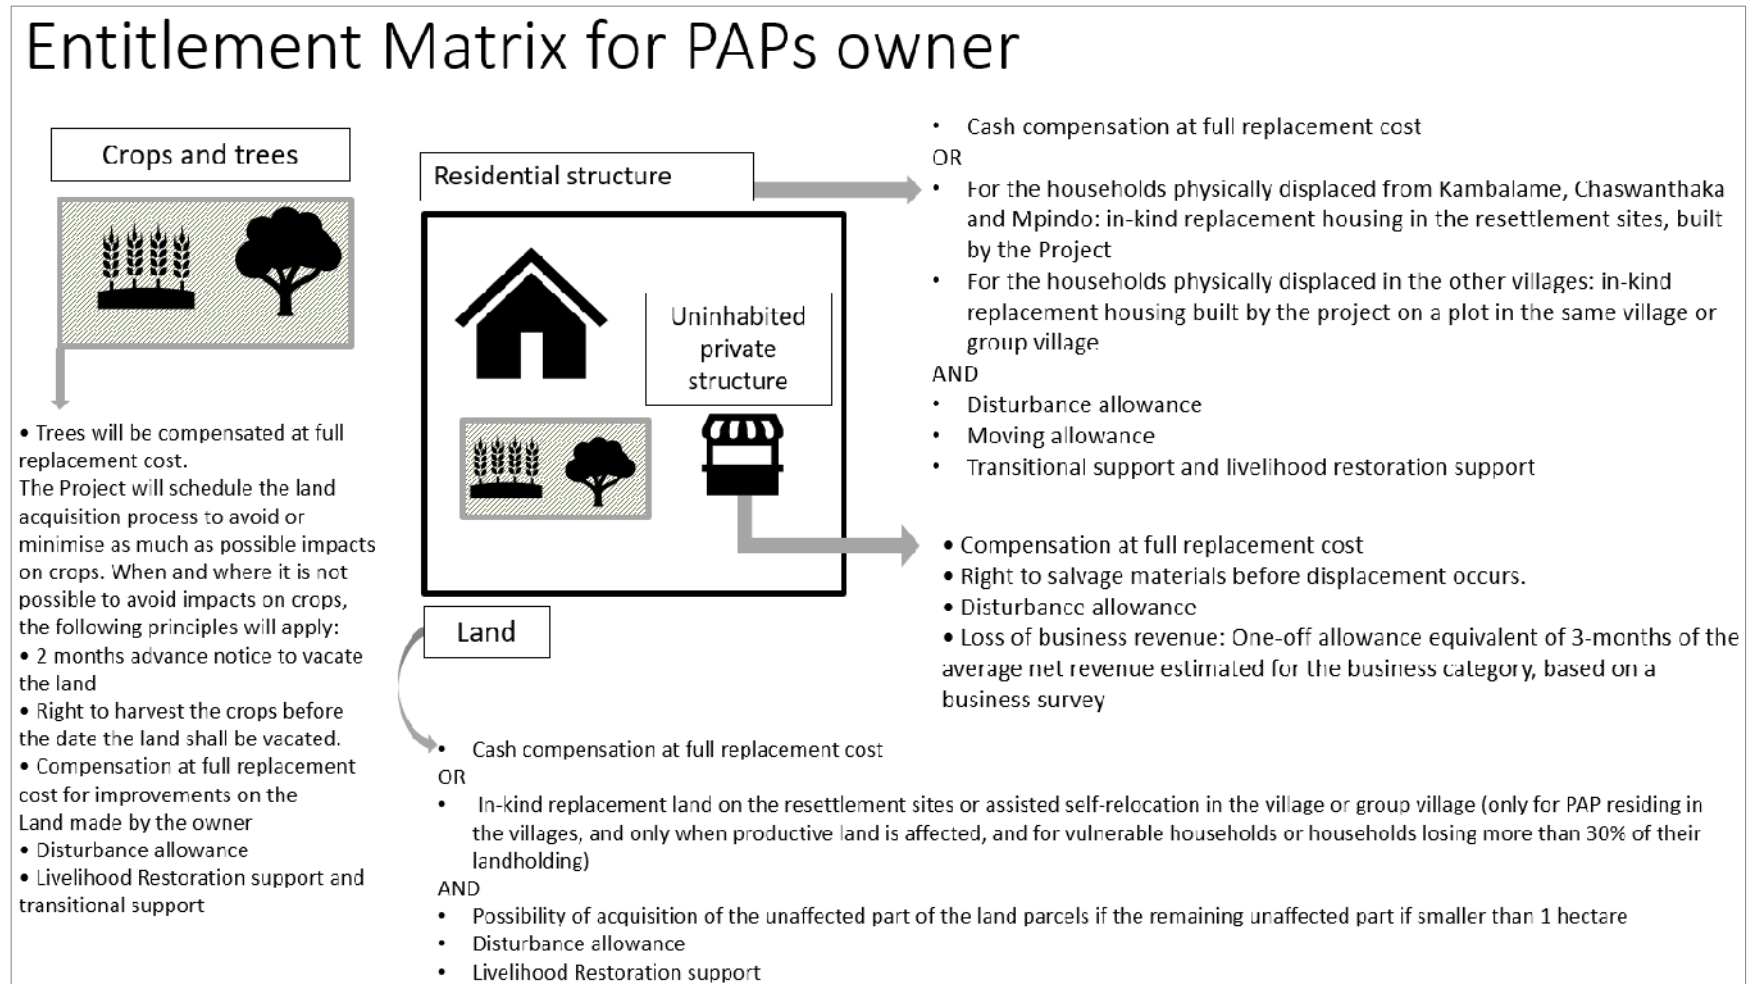 Entitlement Matrix for PAPs owner
Crops and trees
• Trees will be compensated at full
replacement cost.
The Project will schedule the land
acquisition process to avoid or
minimise as much as possible impacts
on crops. When and where it is not
possible to avoid impacts on crops,
the following principles will apply:
• 2 months advance notice to vacate
the land
• Right to harvest the crops before
the date the land shall be vacated.
• Compensation at full replacement
cost for improvements on the
Land made by the owner
• Disturbance allowance
• Livelihood Restoration support and
transitional support
Residential structure
• Cash compensation at full replacement cost
OR
• For the households physically displaced from Kambalame, Chaswanthaka
and Mpindo: in-kind replacement housing in the resettlement sites, built
by the Project
• For the households physically displaced in the other villages: in-kind
replacement housing built by the project on a plot in the same village or
group village
AND
• Disturbance allowance
• Moving allowance
• Transitional support and livelihood restoration support
Uninhabited
private
structure
• Compensation at full replacement cost
• Right to salvage materials before displacement occurs.
• Disturbance allowance
• Loss of business revenue: One-off allowance equivalent of 3-months of the
average net revenue estimated for the business category, based on a
business survey
Land
• Cash compensation at full replacement cost
OR
• In-kind replacement land on the resettlement sites or assisted self-relocation in the village or group village (only for PAP residing in
the villages, and only when productive land is affected, and for vulnerable households or households losing more than 30% of their
landholding)
AND
• Possibility of acquisition of the unaffected part of the land parcels if the remaining unaffected part if smaller than 1 hectare
• Disturbance allowance
• Livelihood Restoration support